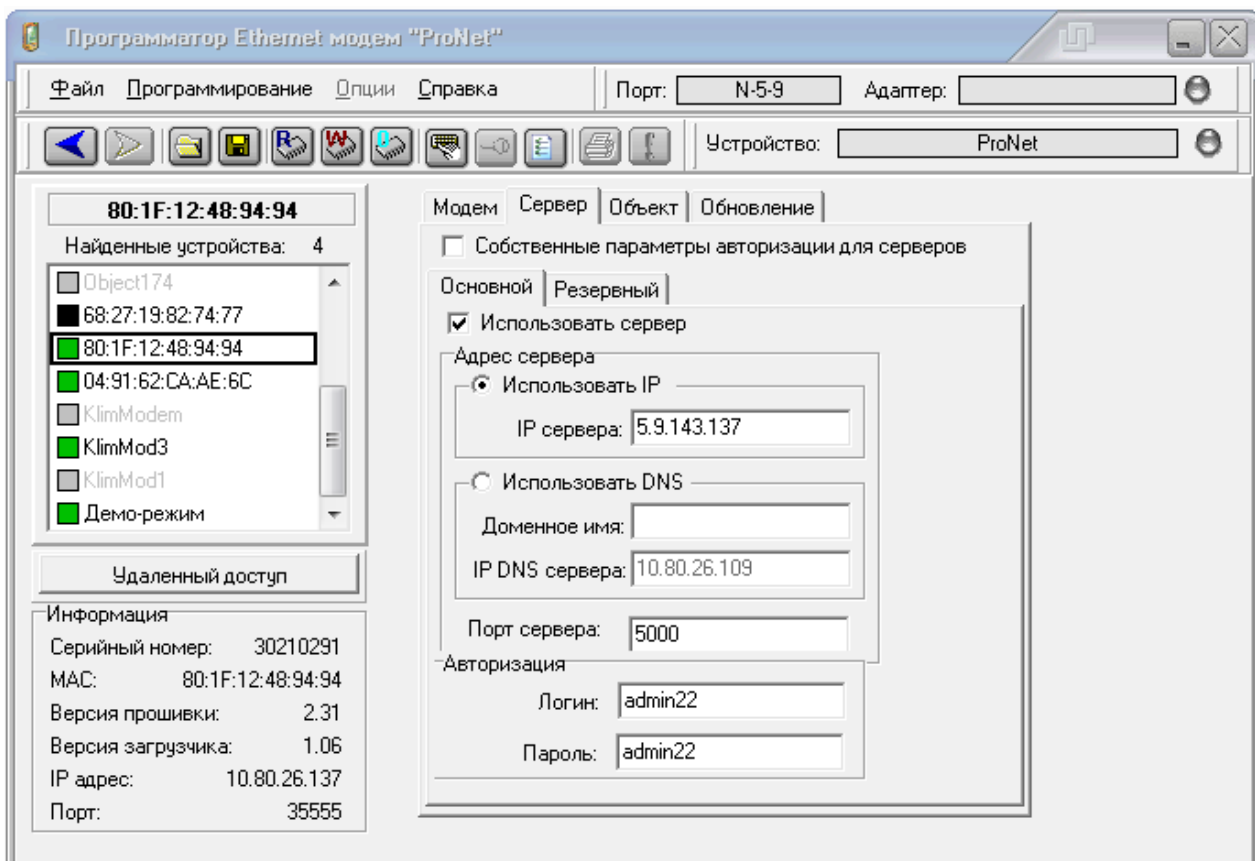 Программатор Ethernet модем "ProNet"
Файл Программирование Опции Справка Порт: N-5-9 Адаптер:
R W Устройство: ProNet
80:1F:12:48:94:94
Найденные устройства: 4
Object174
68:27:19:82:74:77
80:1F:12:48:94:94
04:91:62:CA:AE:6C
KlimModem
KlimMod3
KlimMod1
Демо-режим
Удаленный доступ
Информация
Серийный номер: 30210291
MAC: 80:1F:12:48:94:94
Версия прошивки: 2.31
Версия загрузчика: 1.06
IP адрес: 10.80.26.137
Порт: 35555
Модем Сервер Объект Обновление
Собственные параметры авторизации для серверов
Основной Резервный
Использовать сервер
Адрес сервера
Использовать IP
IP сервера: 5.9.143.137
Использовать DNS
Доменное имя:
IP DNS сервера: 10.80.26.109
Порт сервера: 5000
Авторизация
Логин: admin22
Пароль: admin22